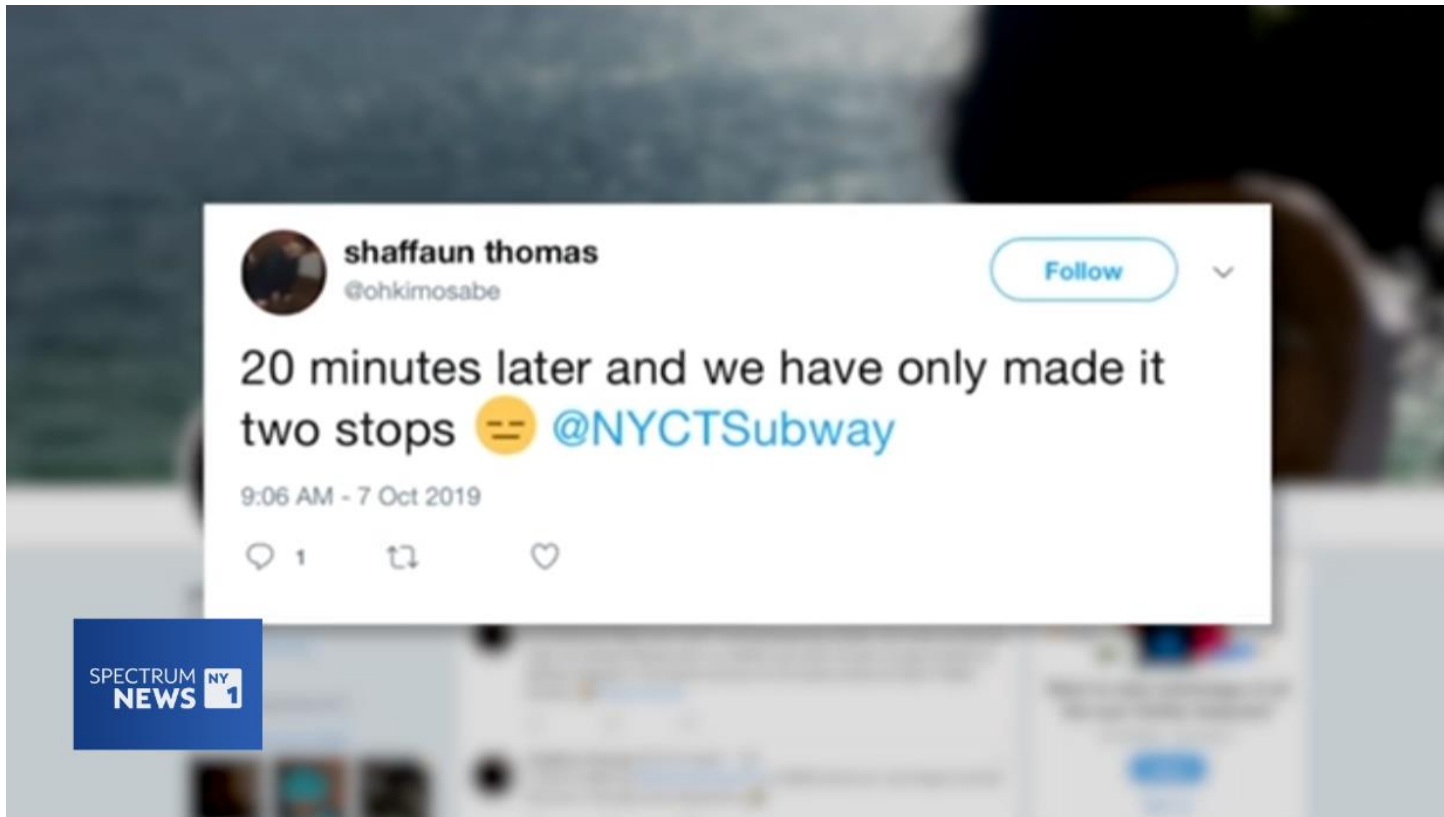 shaffaun thomas
@ohkimosabe
Follow
20 minutes later and we have only made it
two stops 😑 @NYCTSubway
9:06 AM - 7 Oct 2019
1
SPECTRUM NY
NEWS 1